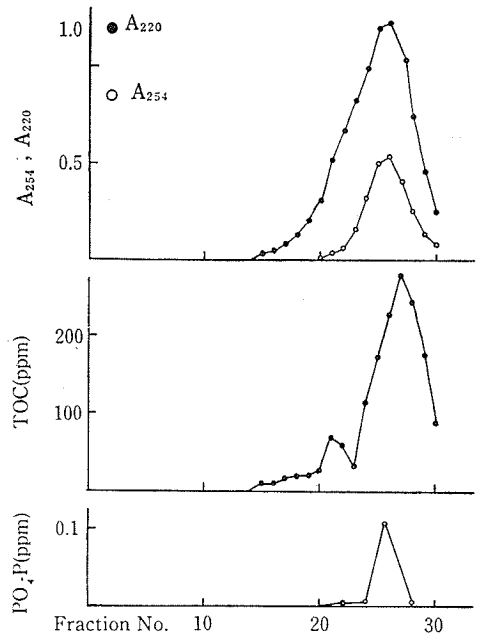 1.0
● A₂₂₀
○ A₂₅₄
0.5
A₂₅₄ ; A₂₂₀
200
100
TOC(ppm)
0.1
PO₄-P(ppm)
Fraction No. 10 20 30